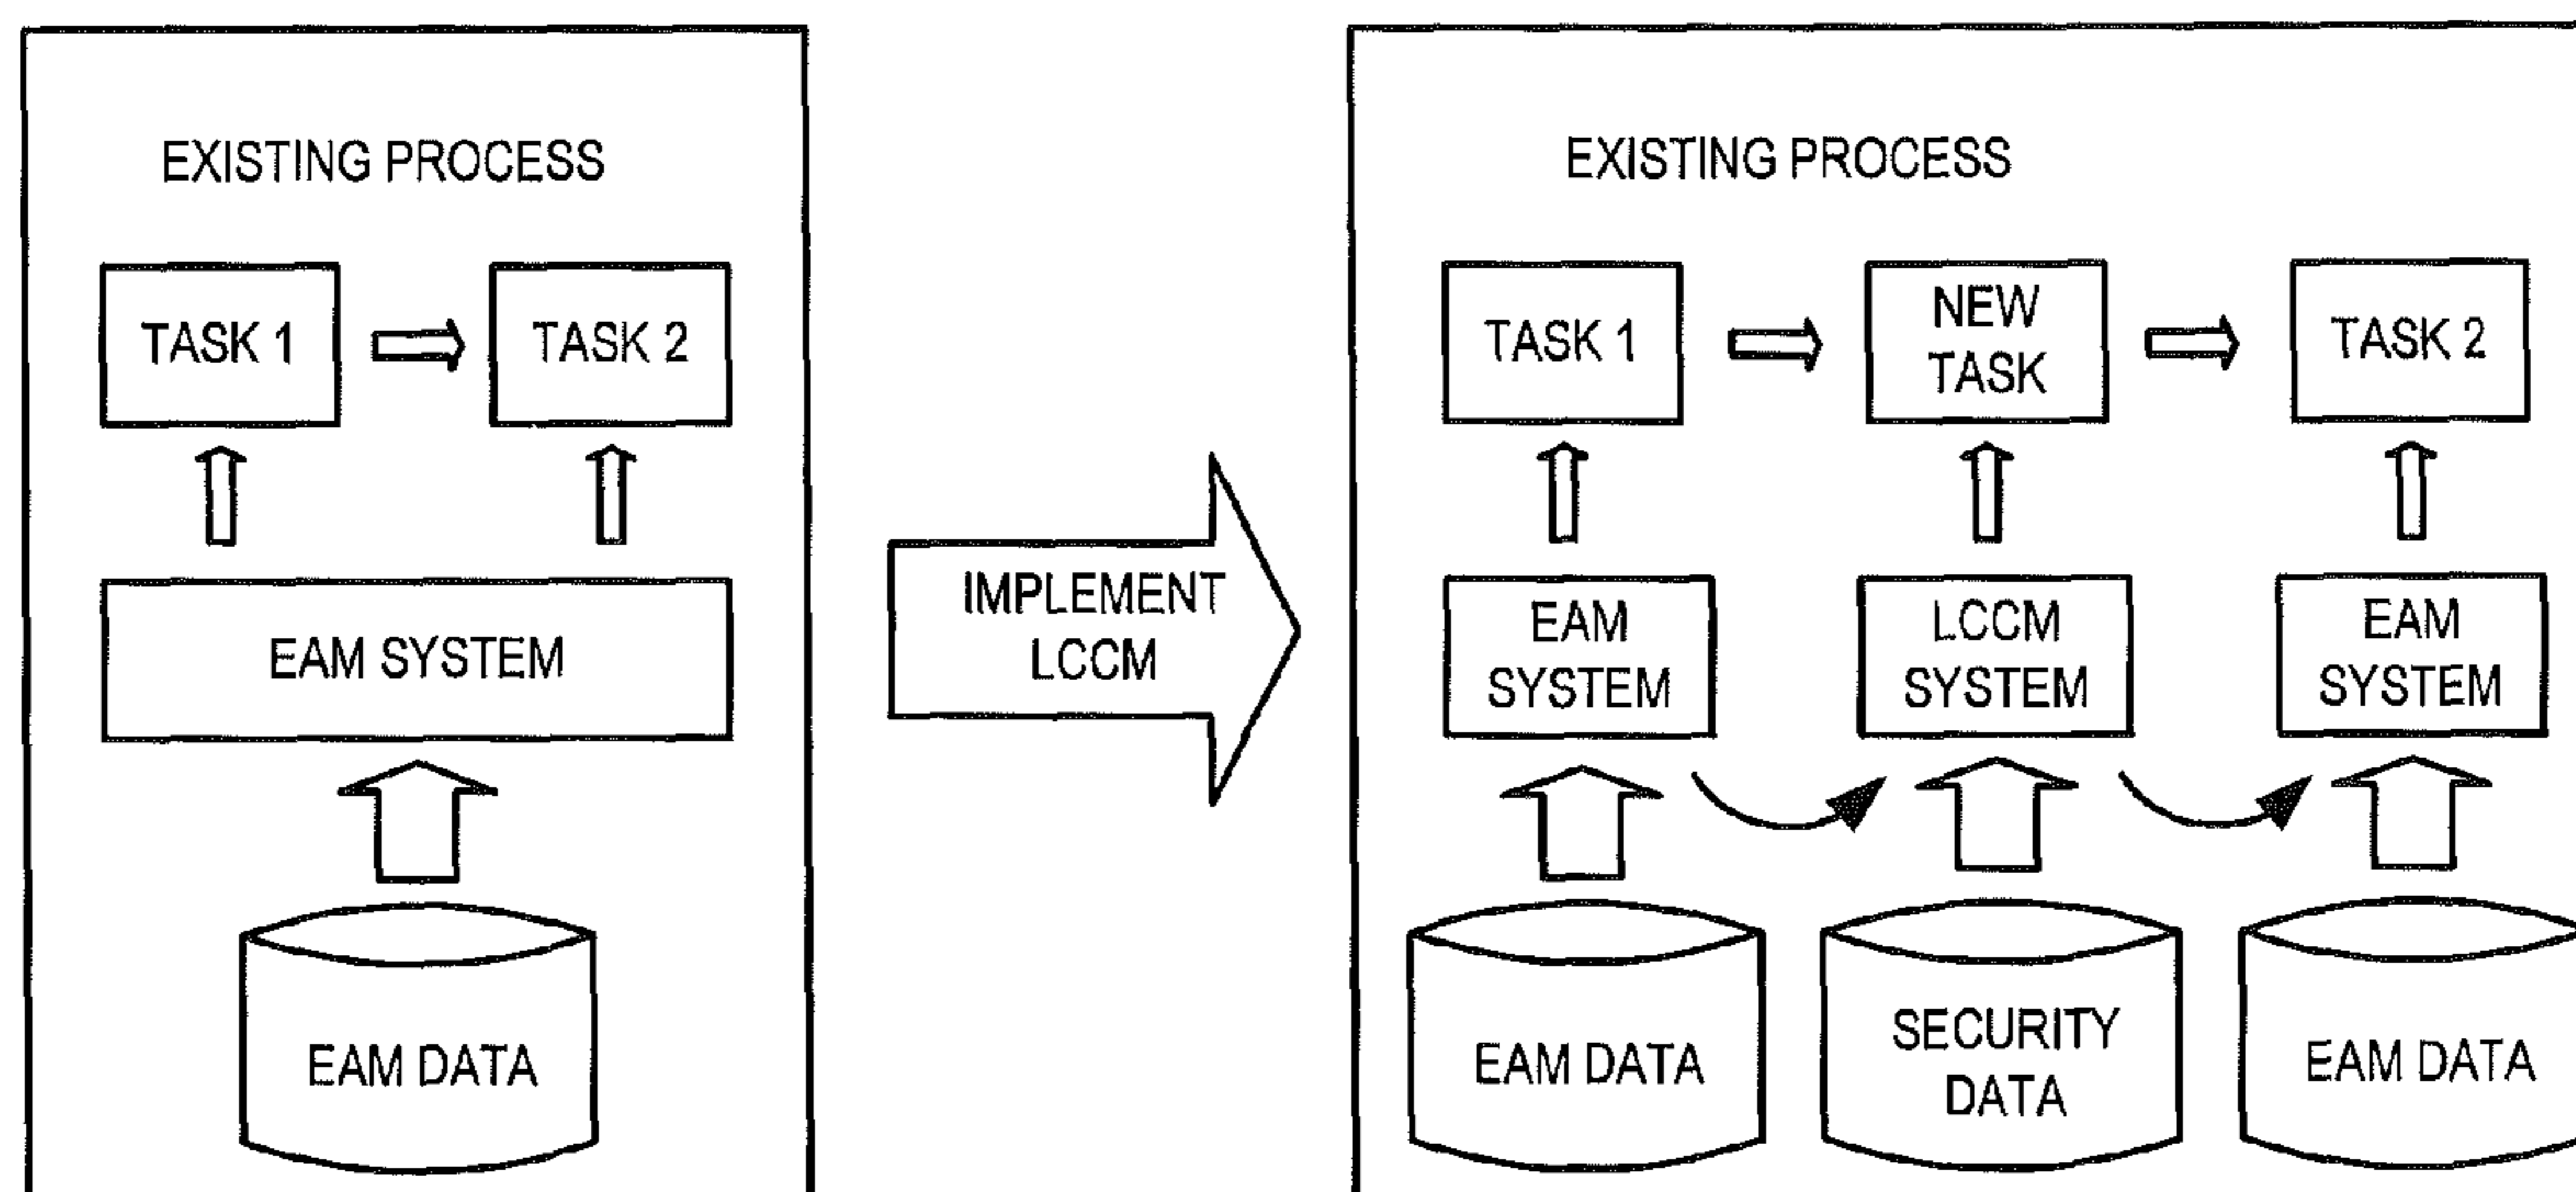 EXISTING PROCESS
TASK 1
TASK 2
EAM SYSTEM
EAM DATA
IMPLEMENT
LCCM
EXISTING PROCESS
TASK 1
NEW
TASK
TASK 2
EAM
SYSTEM
LCCM
SYSTEM
EAM
SYSTEM
EAM DATA
SECURITY
DATA
EAM DATA